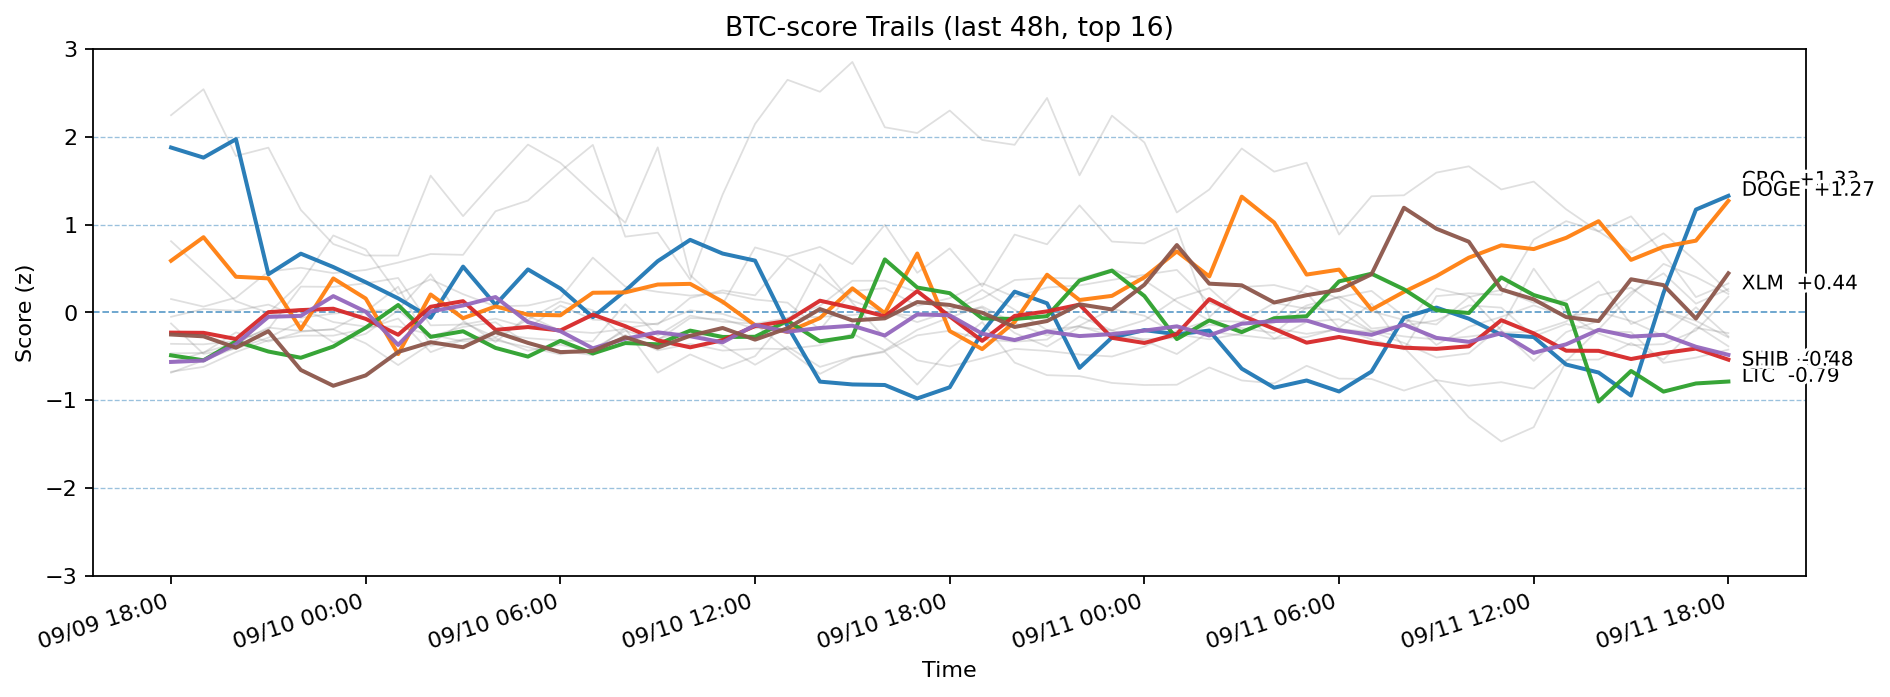 BTC-score Trails (last 48h, top 16)
Score (z)
3
2
1
0
−1
−2
−3
DOGE +1.27
XLM +0.44
SHIB -0.48
LTC -0.79
09/09 18:00
09/10 00:00
09/10 06:00
09/10 12:00
09/10 18:00
09/11 00:00
09/11 06:00
09/11 12:00
09/11 18:00
Time